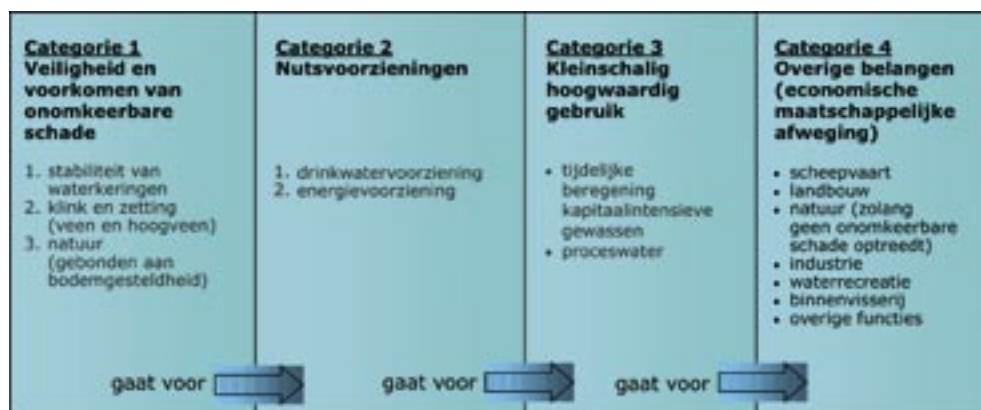 Categorie 1
Veiligheid en
voorkomen van
onomkeerbare
schade
1. stabiliteit van
waterkeringen
2. klink en zetting
(veen en hoogveen)
3. natuur
(gebonden aan
bodemgesteldheid)
gaat voor
Categorie 2
Nutsvoorzieningen
1. drinkwatervoorziening
2. energievoorziening
gaat voor
Categorie 3
Kleinschalig
hoogwaardig
gebruik
• tijdelijke
beregening
kapitaalintensieve
gewassen
• proceswater
gaat voor
Categorie 4
Overige belangen
(economische
maatschappelijke
afweging)
• scheepvaart
• landbouw
• natuur (zolang
geen onomkeerbare
schade optreedt)
• industrie
• waterrecreatie
• binnenvisserij
• overige functies